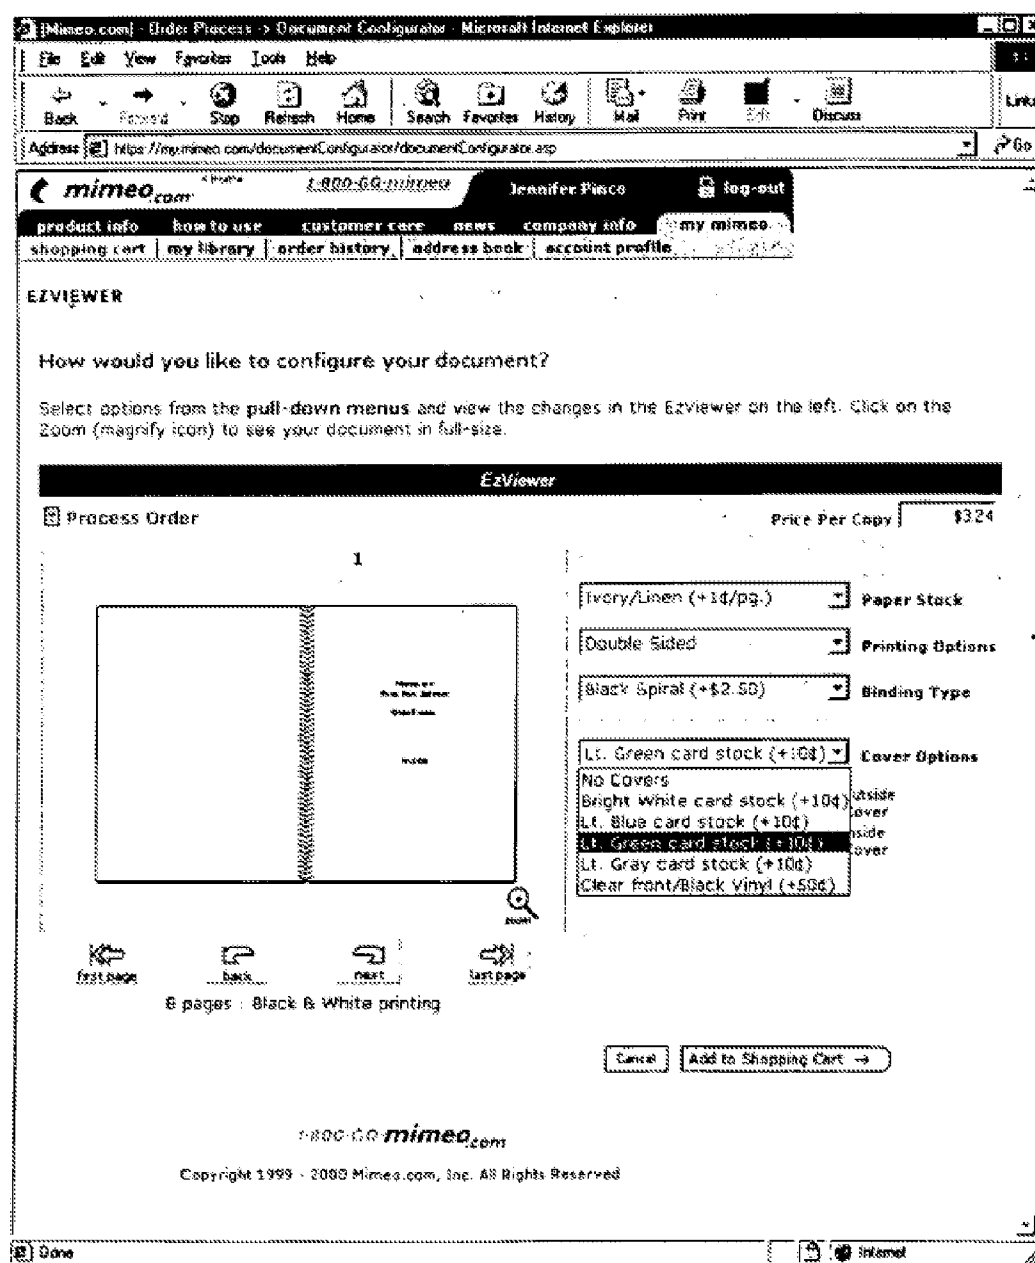 [Mimeo.com] - Order Process -> Document Configurator - Microsoft Internet Explorer
File Edit View Favorites Tools Help
Back Forward Stop Refresh Home Search Favorites History Mail Print Edit Discuss Links
Address https://my.mimeo.com/documentConfigurator/documentConfigurator.asp Go
mimeo.com Home 1-800-GO-mimeo Jennifer Pinco log-out
product info how to use customer care news company info my mimeo
shopping cart my library order history address book account profile
EZVIEWER
How would you like to configure your document?
Select options from the pull-down menus and view the changes in the EzViewer on the left. Click on the
Zoom (magnify icon) to see your document in full-size.
EzViewer
Process Order Price Per Copy $3.24
1
Ivory/Linen (+1¢/pg.) Paper Stock
Double Sided Printing Options
Black Spiral (+$2.50) Binding Type
Lt. Green card stock (+10¢) Cover Options
No Covers
Bright White card stock (+10¢) utside
Lt. Blue card stock (+10¢) over
Lt. Green card stock (+10¢) nside
Lt. Gray card stock (+10¢) over
Clear front/Black Vinyl (+50¢)
zoom
first page back next last page
8 pages : Black & White printing
Cancel Add to Shopping Cart →
1-800-GO-mimeo.com
Copyright 1999 - 2000 Mimeo.com, Inc. All Rights Reserved
Done Internet